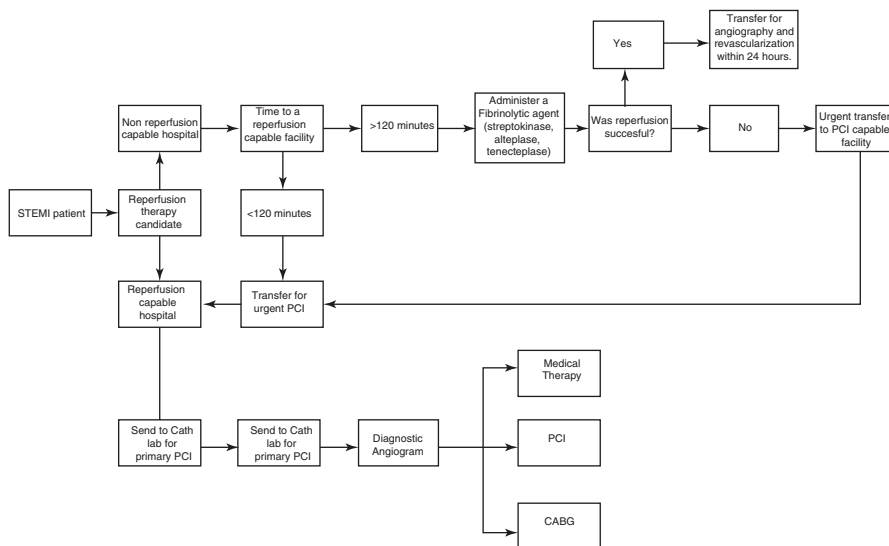 Yes
Transfer for
angiography and
revascularization
within 24 hours.
Non reperfusion
capable hospital
Time to a
reperfusion
capable facility
>120 minutes
Administer a
Fibrinolytic agent
(streptokinase,
alteplase,
tenecteplase)
Was reperfusion
succesful?
No
Urgent transfer
to PCI capable
facility
STEMI patient
Reperfusion
therapy
candidate
<120 minutes
Reperfusion
capable
hospital
Transfer for
urgent PCI
Medical
Therapy
Send to Cath
lab for
primary PCI
Send to Cath
lab for
primary PCI
Diagnostic
Angiogram
PCI
CABG